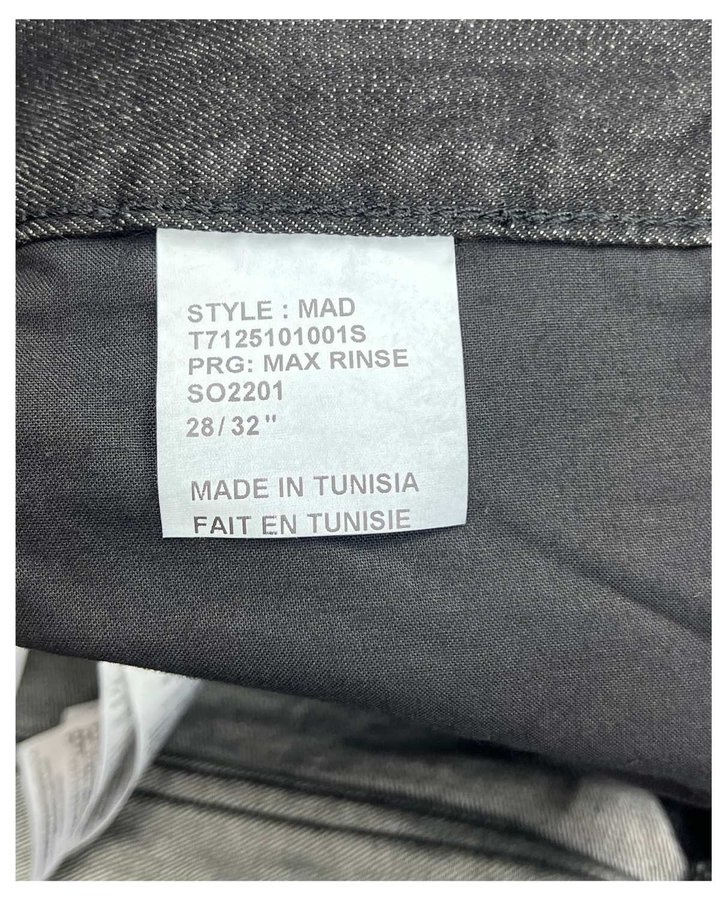 STYLE : MAD
T7125101001S
PRG: MAX RINSE
SO2201
28/32"
MADE IN TUNISIA
FAIT EN TUNISIE